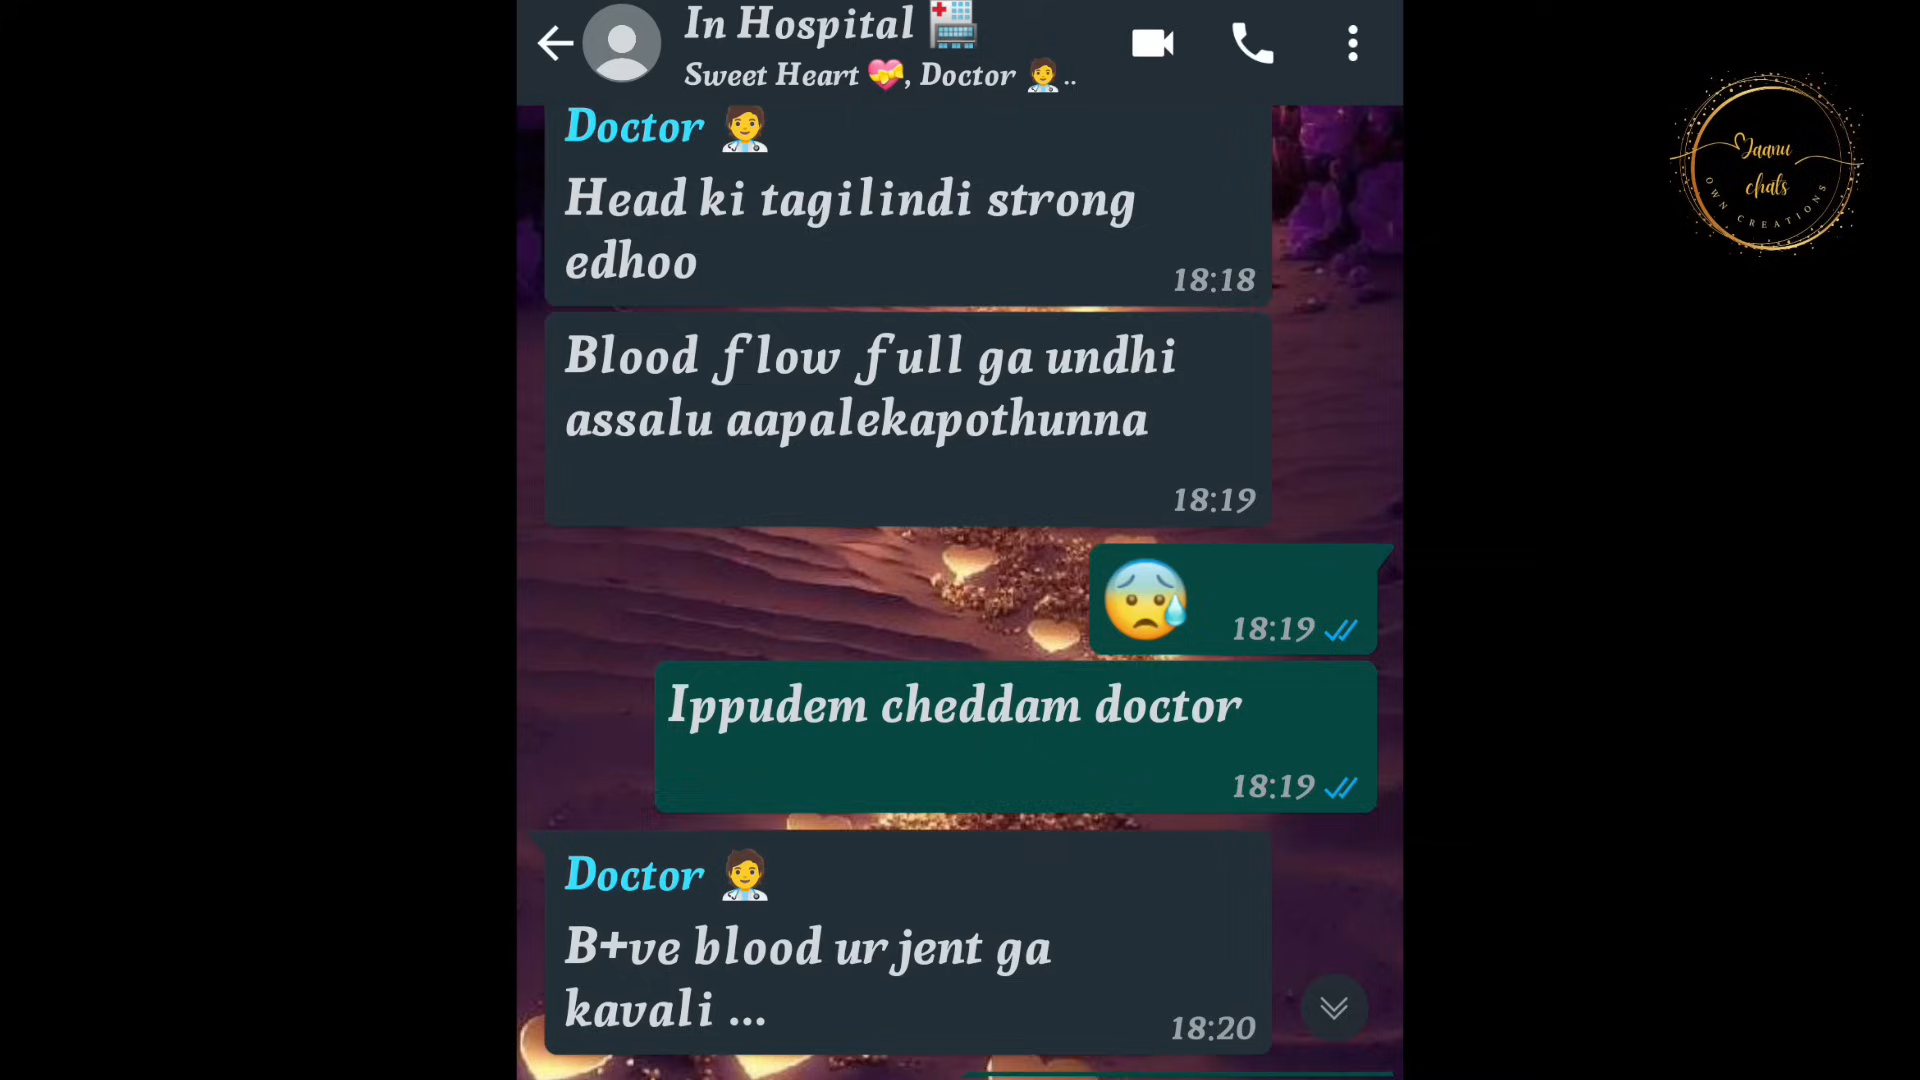 In Hospital 🏥
Sweet Heart 💝, Doctor 🧑‍⚕️..
Doctor 🧑‍⚕️
Head ki tagilindi strong
edhoo
18:18
Blood flow full ga undhi
assalu aapalekapothunna
18:19
😰
18:19
Ippudem cheddam doctor
18:19
Doctor 🧑‍⚕️
B+ve blood urjent ga
kavali ...
18:20
Jaanu
chats
OWN CREATIONS